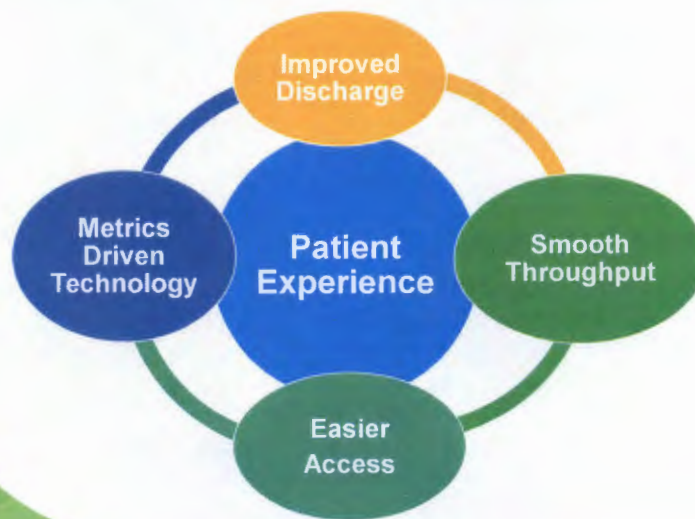 Improved
Discharge
Metrics
Driven
Technology
Patient
Experience
Smooth
Throughput
Easier
Access